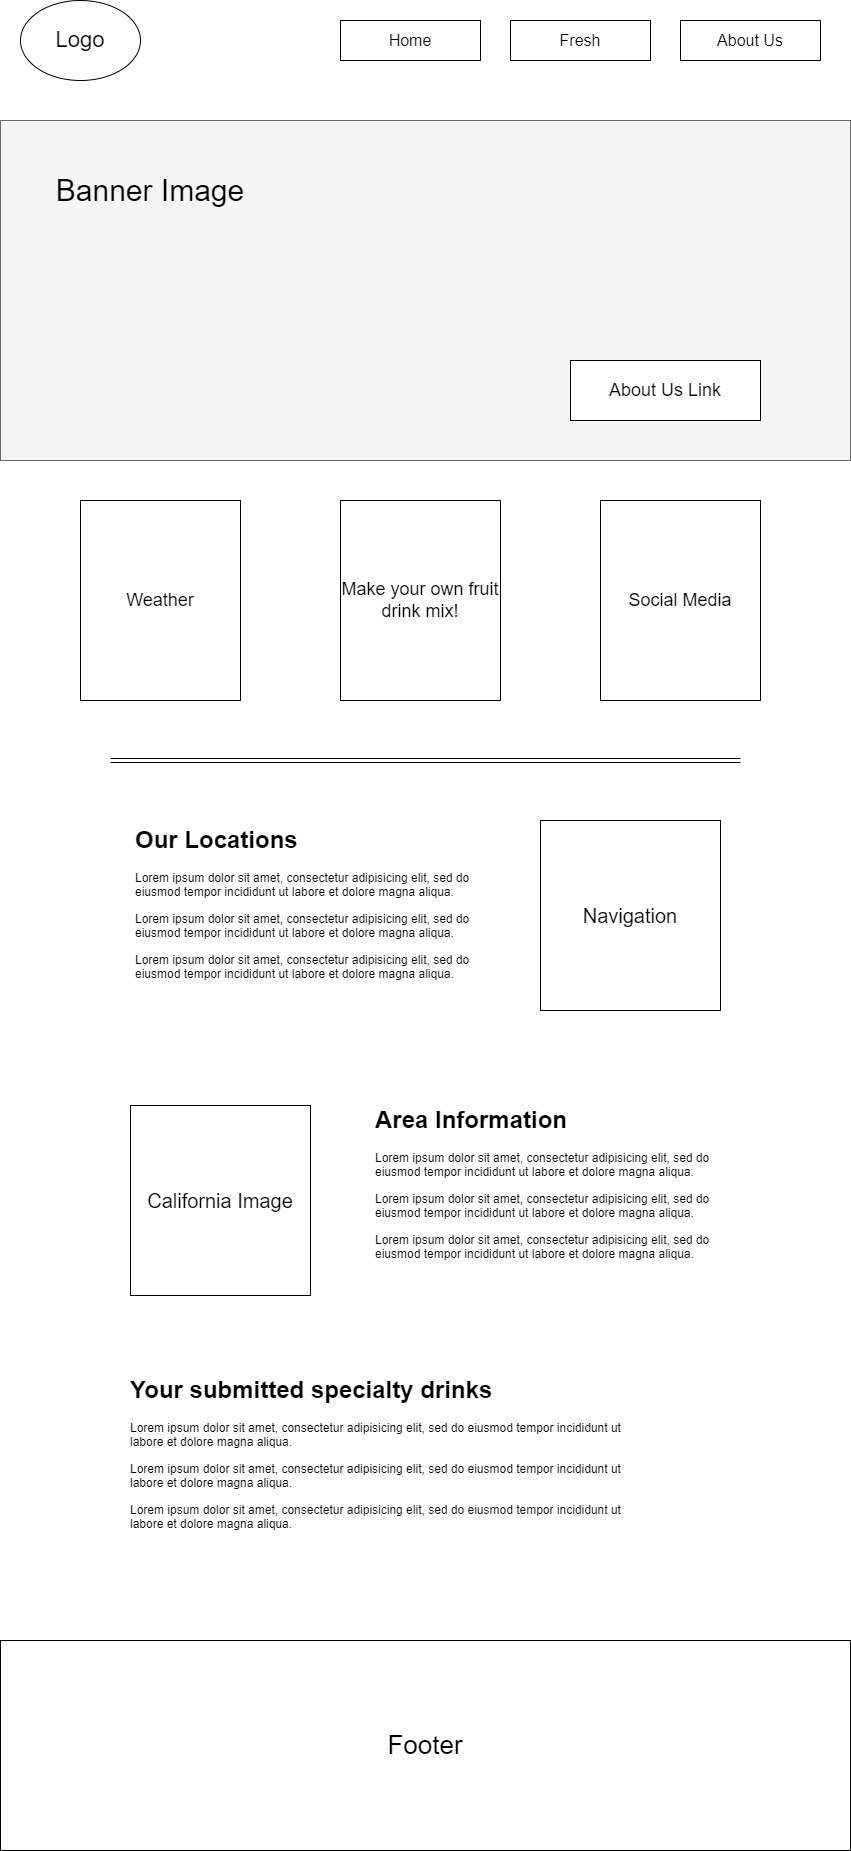 Logo
Home
Fresh
About Us
Banner Image
About Us Link
Weather
Make your own fruit
drink mix!
Social Media
Our Locations
Lorem ipsum dolor sit amet, consectetur adipisicing elit, sed do
eiusmod tempor incididunt ut labore et dolore magna aliqua.
Lorem ipsum dolor sit amet, consectetur adipisicing elit, sed do
eiusmod tempor incididunt ut labore et dolore magna aliqua.
Lorem ipsum dolor sit amet, consectetur adipisicing elit, sed do
eiusmod tempor incididunt ut labore et dolore magna aliqua.
Navigation
California Image
Area Information
Lorem ipsum dolor sit amet, consectetur adipisicing elit, sed do
eiusmod tempor incididunt ut labore et dolore magna aliqua.
Lorem ipsum dolor sit amet, consectetur adipisicing elit, sed do
eiusmod tempor incididunt ut labore et dolore magna aliqua.
Lorem ipsum dolor sit amet, consectetur adipisicing elit, sed do
eiusmod tempor incididunt ut labore et dolore magna aliqua.
Your submitted specialty drinks
Lorem ipsum dolor sit amet, consectetur adipisicing elit, sed do eiusmod tempor incididunt ut
labore et dolore magna aliqua.
Lorem ipsum dolor sit amet, consectetur adipisicing elit, sed do eiusmod tempor incididunt ut
labore et dolore magna aliqua.
Lorem ipsum dolor sit amet, consectetur adipisicing elit, sed do eiusmod tempor incididunt ut
labore et dolore magna aliqua.
Footer